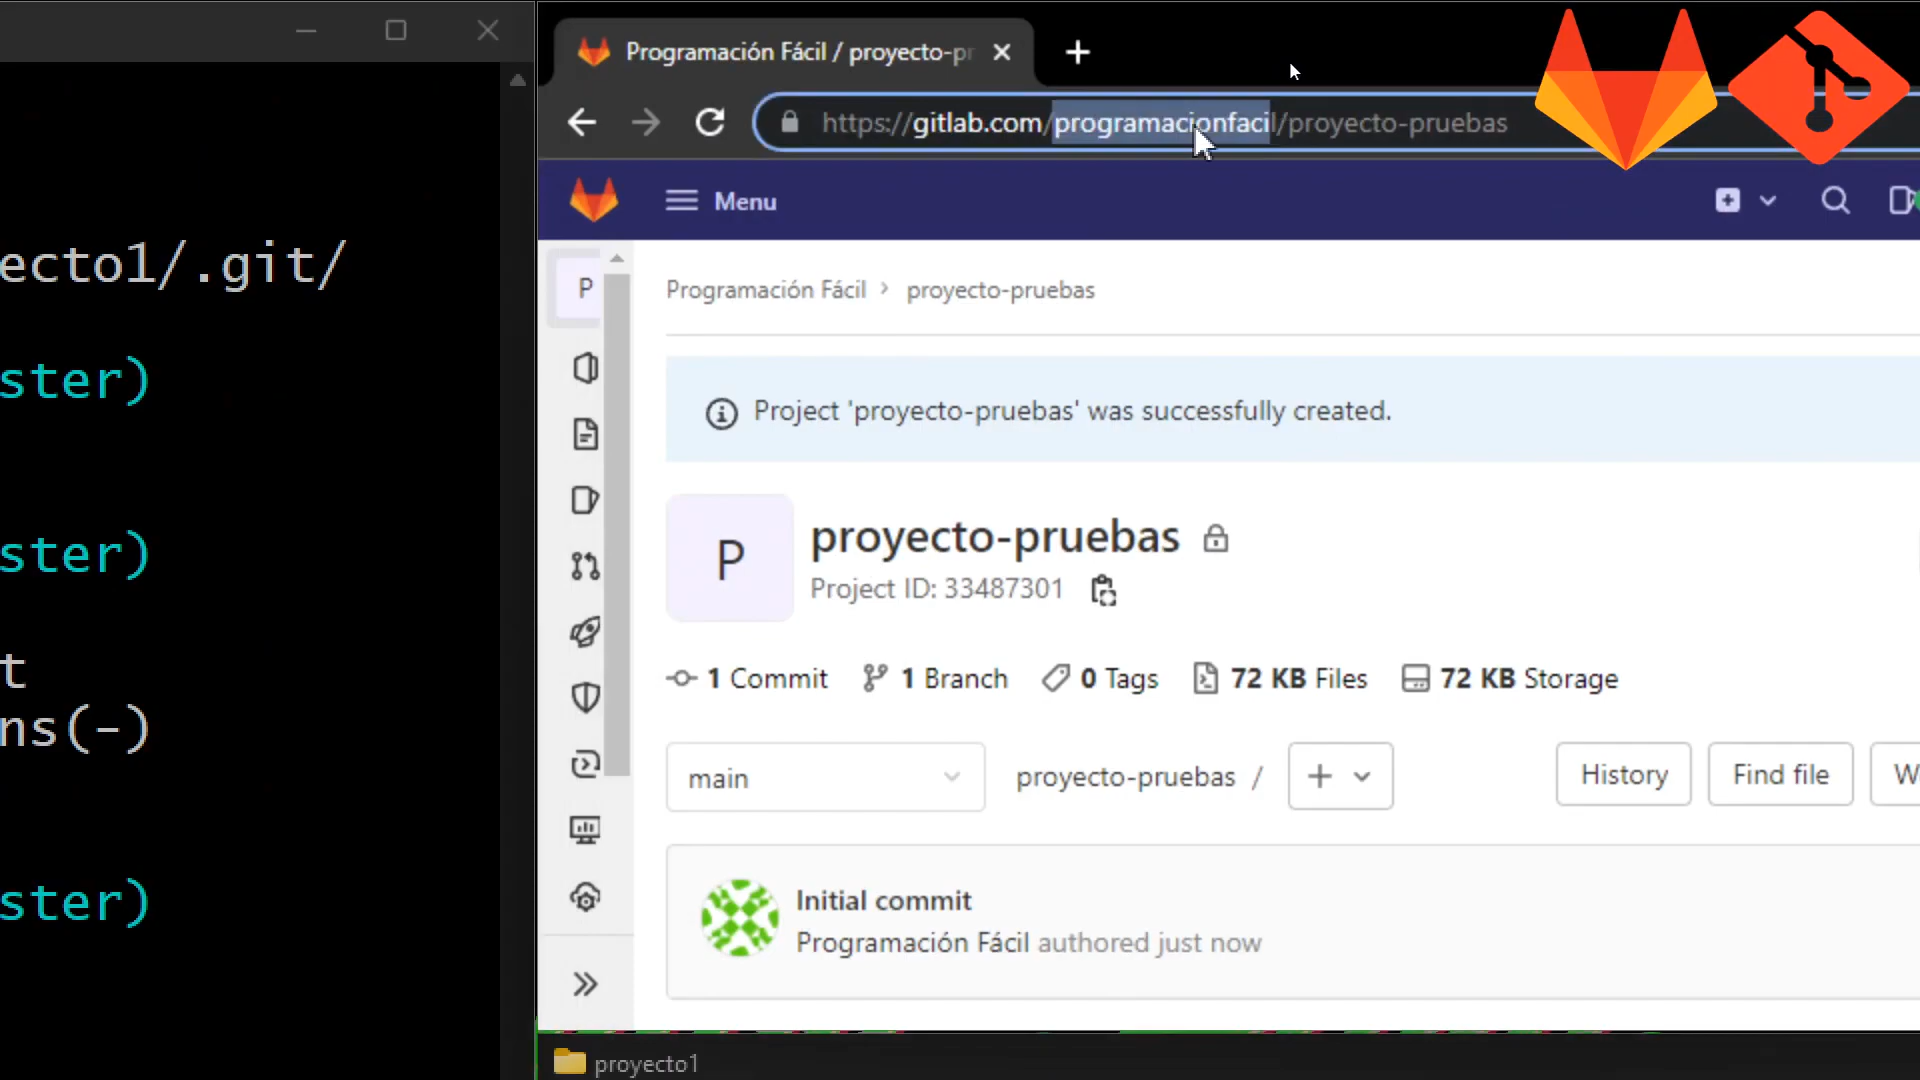 ecto1/.git/
ster)
ster)
t
ns(-)
ster)
Programación Fácil / proyecto-pr
https://gitlab.com/programacionfacil/proyecto-pruebas
Menu
P
Programación Fácil › proyecto-pruebas
Project 'proyecto-pruebas' was successfully created.
P
proyecto-pruebas
Project ID: 33487301
1 Commit 1 Branch 0 Tags 72 KB Files 72 KB Storage
main proyecto-pruebas / + History Find file W
Initial commit
Programación Fácil authored just now
proyecto1